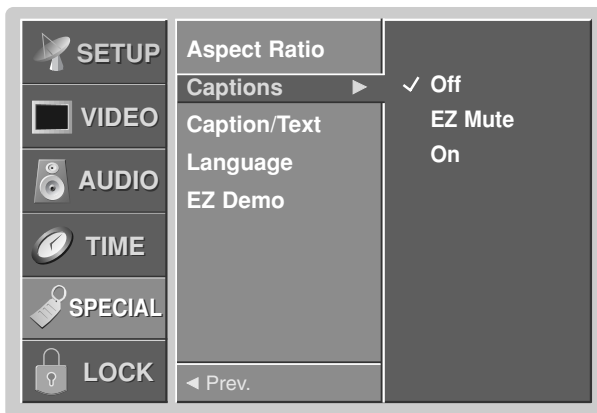 SETUP
VIDEO
AUDIO
TIME
SPECIAL
LOCK
Aspect Ratio
Captions ►
Caption/Text
Language
EZ Demo
◄ Prev.
✓ Off
EZ Mute
On